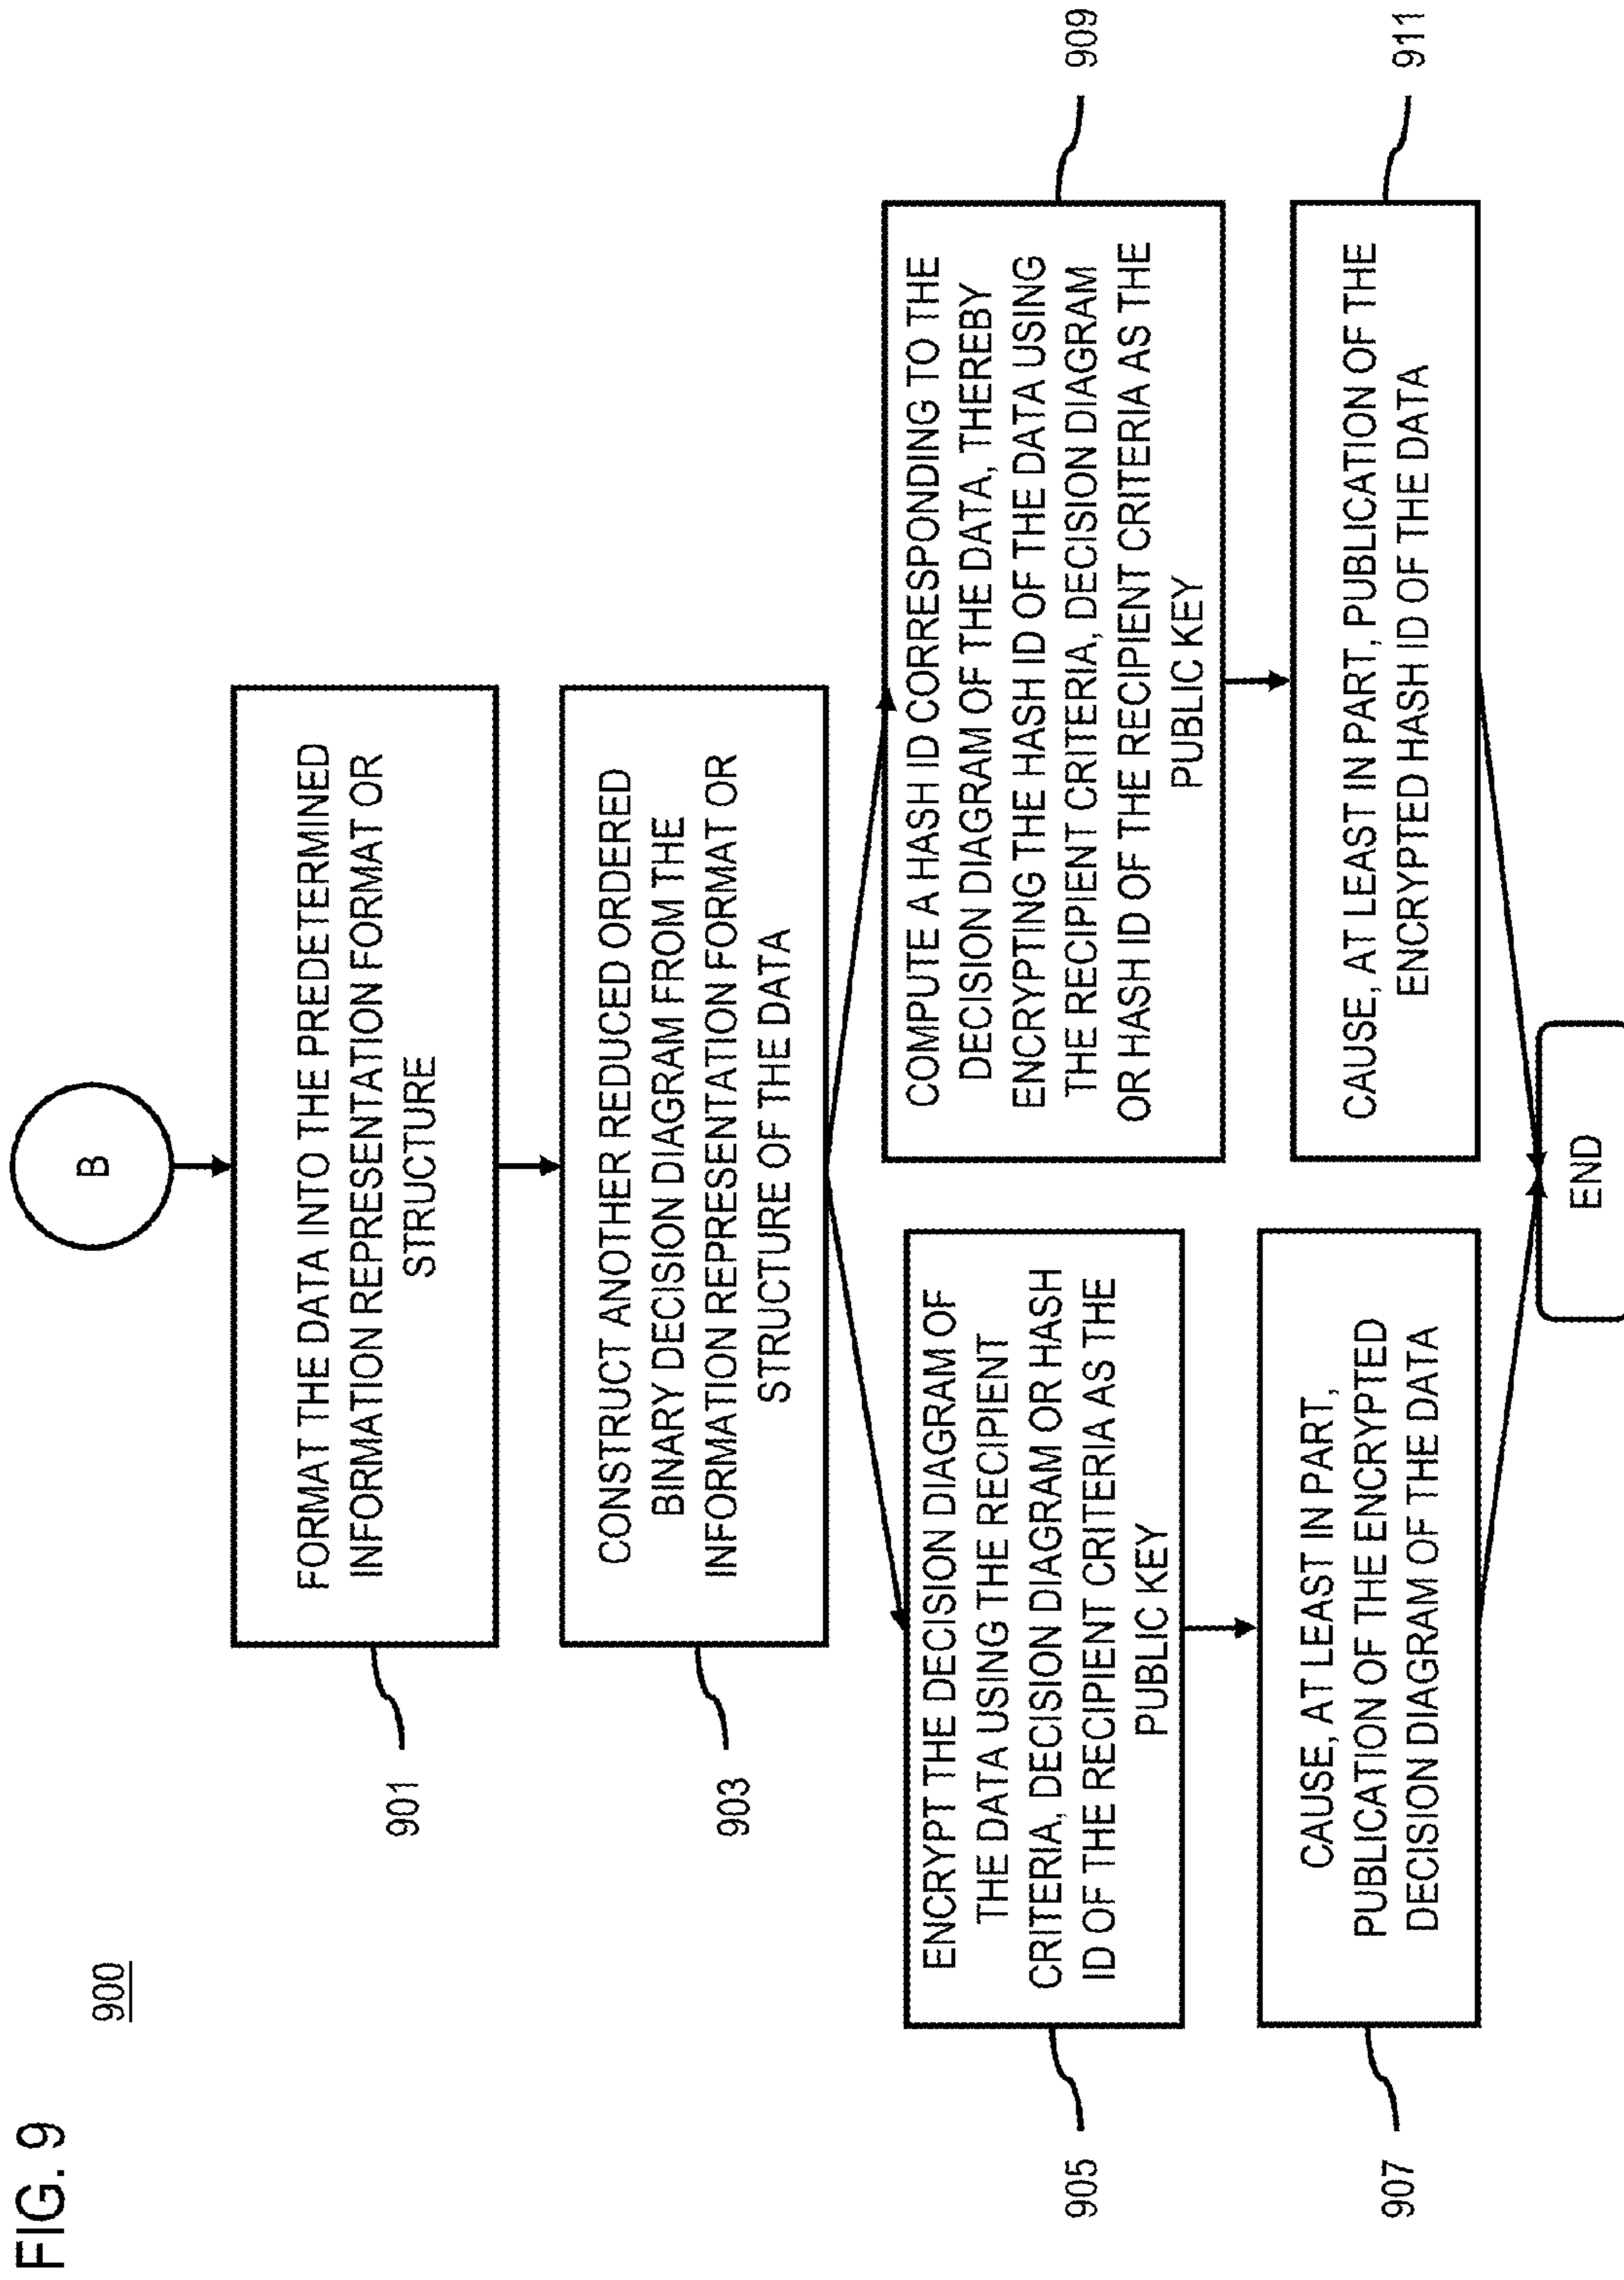 FIG. 9
900
B
FORMAT THE DATA INTO THE PREDETERMINED
INFORMATION REPRESENTATION FORMAT OR
STRUCTURE
901
CONSTRUCT ANOTHER REDUCED ORDERED
BINARY DECISION DIAGRAM FROM THE
INFORMATION REPRESENTATION FORMAT OR
STRUCTURE OF THE DATA
903
ENCRYPT THE DECISION DIAGRAM OF
THE DATA USING THE RECIPIENT
CRITERIA, DECISION DIAGRAM OR HASH
ID OF THE RECIPIENT CRITERIA AS THE
PUBLIC KEY
905
CAUSE, AT LEAST IN PART,
PUBLICATION OF THE ENCRYPTED
DECISION DIAGRAM OF THE DATA
907
COMPUTE A HASH ID CORRESPONDING TO THE
DECISION DIAGRAM OF THE DATA, THEREBY
ENCRYPTING THE HASH ID OF THE DATA USING
THE RECIPIENT CRITERIA, DECISION DIAGRAM
OR HASH ID OF THE RECIPIENT CRITERIA AS THE
PUBLIC KEY
909
CAUSE, AT LEAST IN PART, PUBLICATION OF THE
ENCRYPTED HASH ID OF THE DATA
911
END